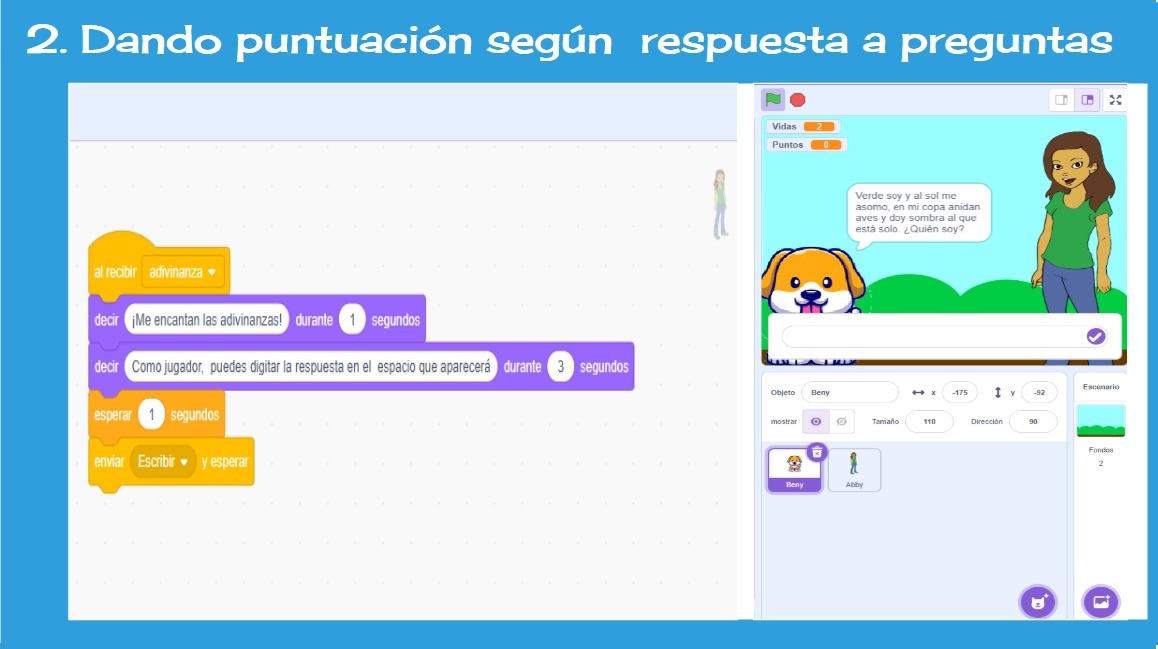 2. Dando puntuación según respuesta a preguntas
al recibir adivinanza
decir ¡Me encantan las adivinanzas! durante 1 segundos
decir Como jugador, puedes digitar la respuesta en el espacio que aparecerá durante 3 segundos
esperar 1 segundos
enviar Escribir y esperar
Vidas 2
Puntos 0
Verde soy y al sol me
asomo, en mi copa anidan
aves y doy sombra al que
está solo. ¿Quién soy?
Objeto Beny x -175 y -92
mostrar Tamaño 110 Dirección 90
Beny
Abby
Escenario
Fondos
2